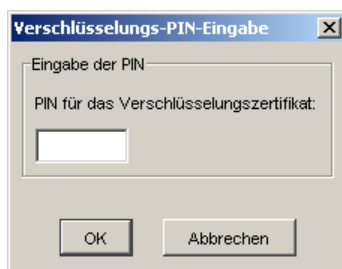 Verschlüsselungs-PIN-Eingabe
Eingabe der PIN
PIN für das Verschlüsselungszertifikat:
OK Abbrechen